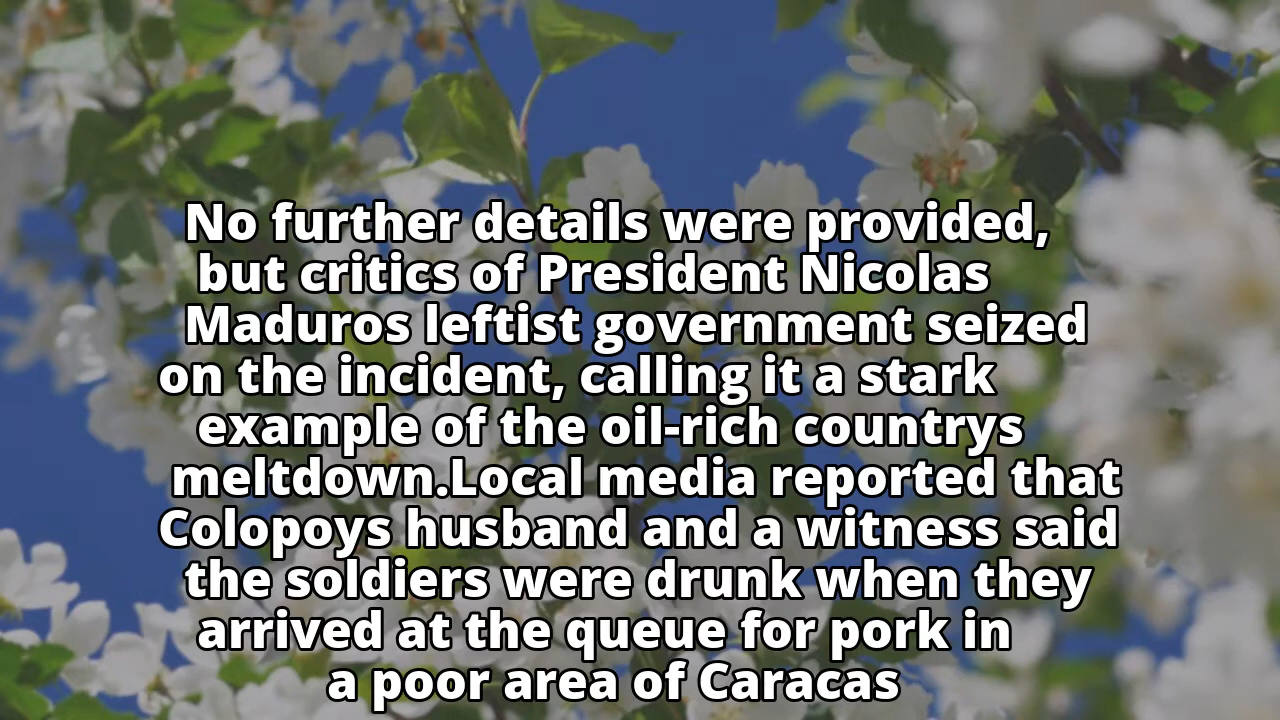 No further details were provided,
but critics of President Nicolas
Maduros leftist government seized
on the incident, calling it a stark
example of the oil-rich countrys
meltdown.Local media reported that
Colopoys husband and a witness said
the soldiers were drunk when they
arrived at the queue for pork in
a poor area of Caracas